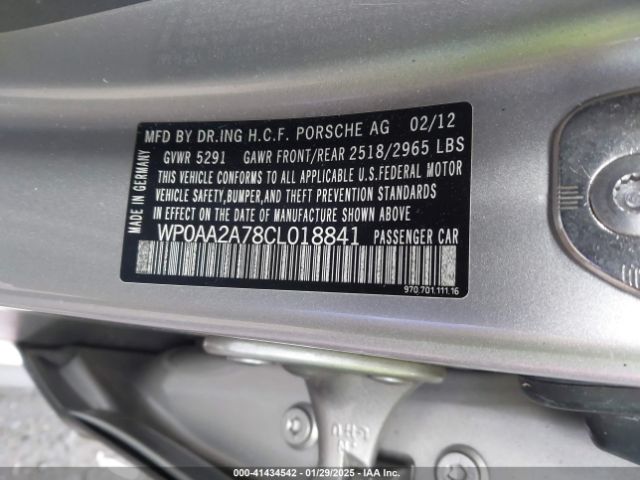 MFD BY DR.ING H.C.F. PORSCHE AG 02/12
GVWR 5291 GAWR FRONT/REAR 2518/2965 LBS
THIS VEHICLE CONFORMS TO ALL APPLICABLE U.S.FEDERAL MOTOR
VEHICLE SAFETY,BUMPER,AND THEFT PREVENTION STANDARDS
IN EFFECT ON THE DATE OF MANUFACTURE SHOWN ABOVE
WP0AA2A78CL018841 PASSENGER CAR
MADE IN GERMANY
970.701.111.16
000-41434542 - 01/29/2025 - IAA Inc.